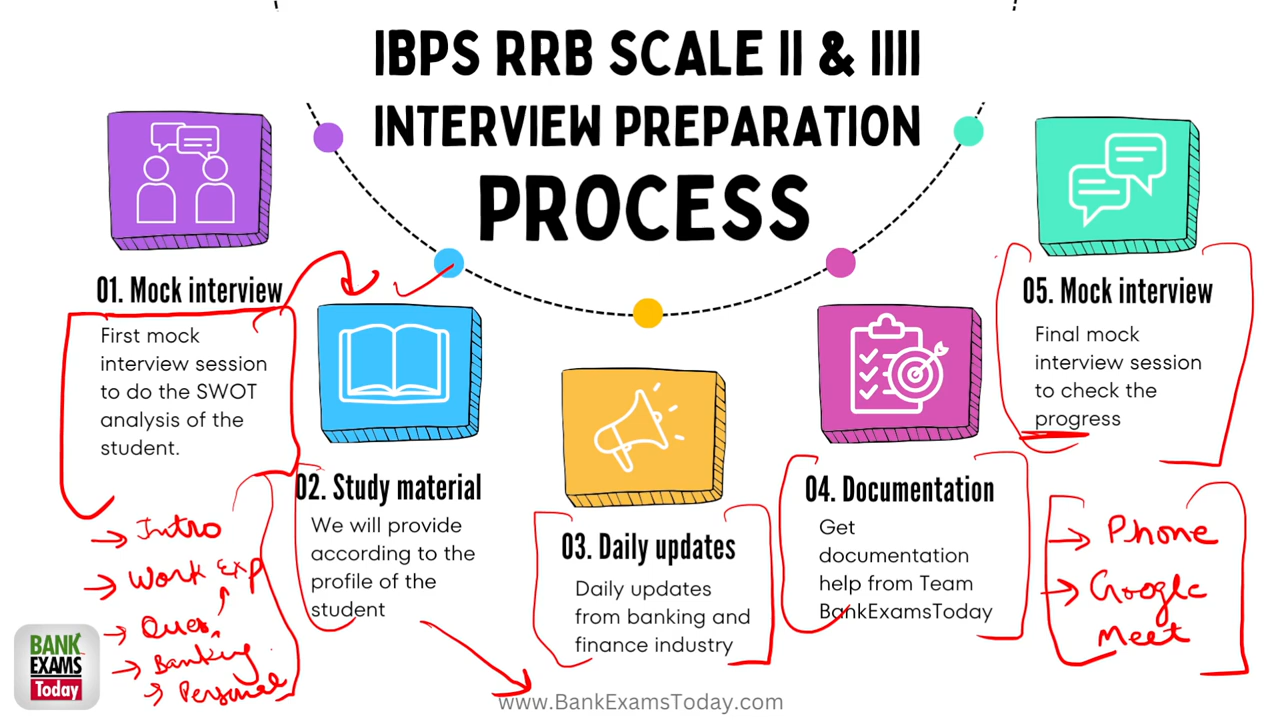 IBPS RRB SCALE II & IIII
INTERVIEW PREPARATION
PROCESS
01. Mock interview
First mock
interview session
to do the SWOT
analysis of the
student.
→ Intro
→ Work Exp
→ Ques
→ Banking
→ Personal
02. Study material
We will provide
according to the
profile of the
student
03. Daily updates
Daily updates
from banking and
finance industry
04. Documentation
Get
documentation
help from Team
BankExamsToday
05. Mock interview
Final mock
interview session
to check the
progress
→ Phone
→ Google
Meet
BANK
EXAMS
Today
www.BankExamsToday.com